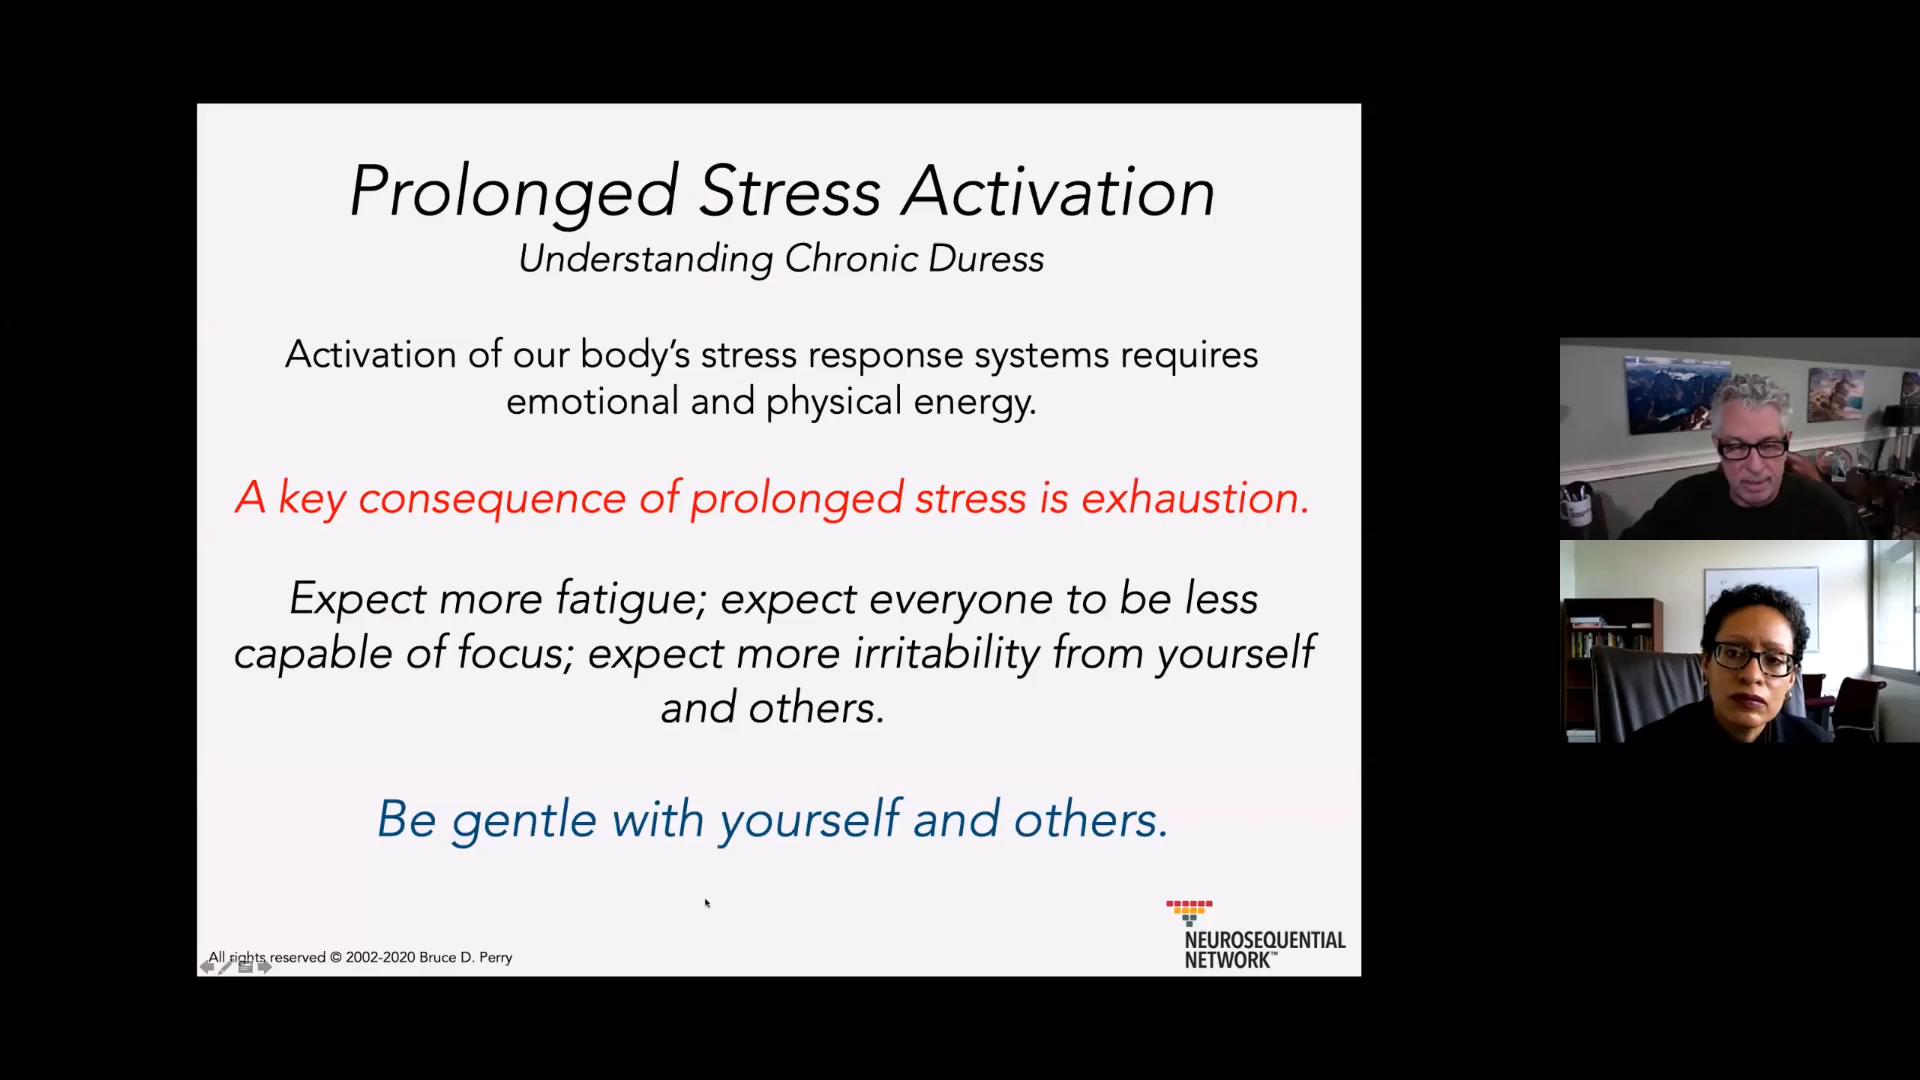 Prolonged Stress Activation
Understanding Chronic Duress
Activation of our body’s stress response systems requires
emotional and physical energy.
A key consequence of prolonged stress is exhaustion.
Expect more fatigue; expect everyone to be less
capable of focus; expect more irritability from yourself
and others.
Be gentle with yourself and others.
All rights reserved © 2002-2020 Bruce D. Perry
NEUROSEQUENTIAL
NETWORK™